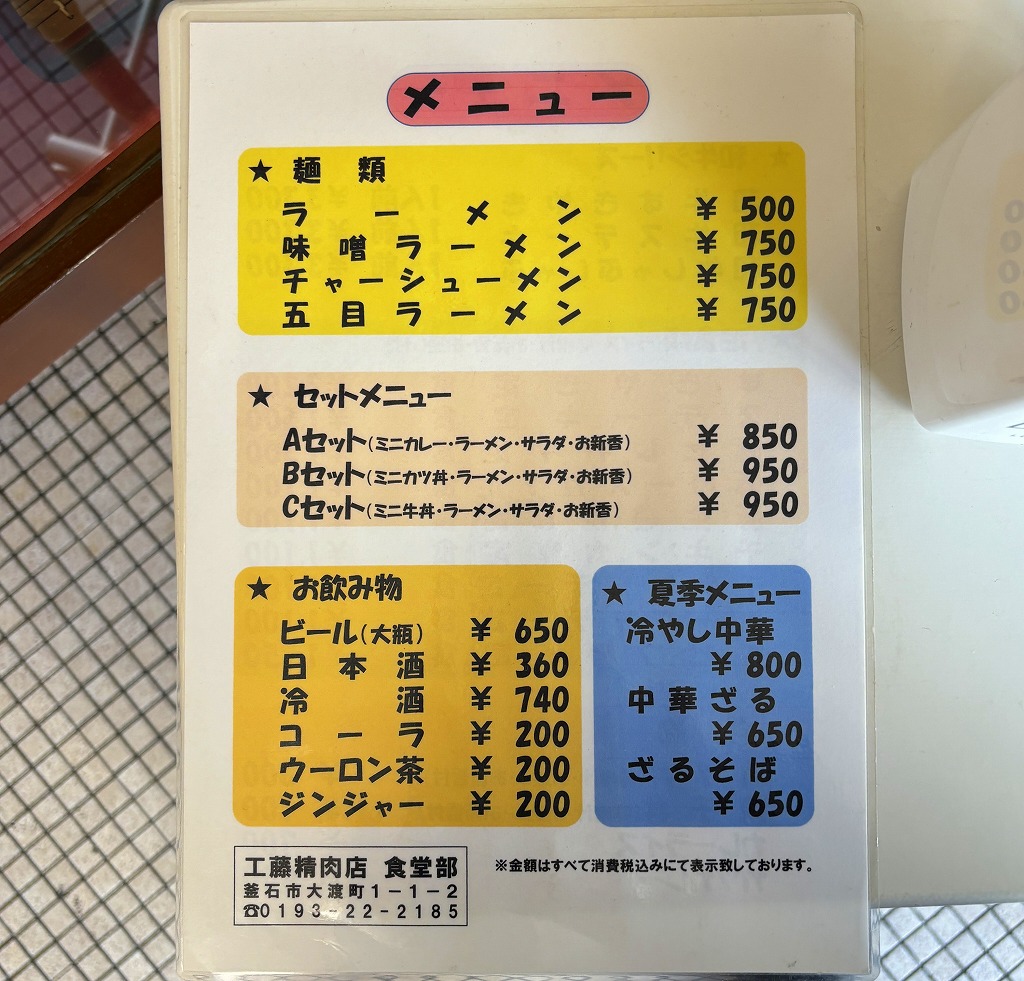 メニュー
★ 麺類
ラーメン ¥ 500
味噌ラーメン ¥ 750
チャーシューメン ¥ 750
五目ラーメン ¥ 750
★ セットメニュー
Aセット(ミニカレー・ラーメン・サラダ・お新香) ¥ 850
Bセット(ミニカツ丼・ラーメン・サラダ・お新香) ¥ 950
Cセット(ミニ牛丼・ラーメン・サラダ・お新香) ¥ 950
★ お飲み物
ビール(大瓶) ¥ 650
日本酒 ¥ 360
冷酒 ¥ 740
コーラ ¥ 200
ウーロン茶 ¥ 200
ジンジャー ¥ 200
★ 夏季メニュー
冷やし中華
¥ 800
中華ざる
¥ 650
ざるそば
¥ 650
工藤精肉店 食堂部
釜石市大渡町1-1-2
☎0193-22-2185
※金額はすべて消費税込みにて表示致しております。